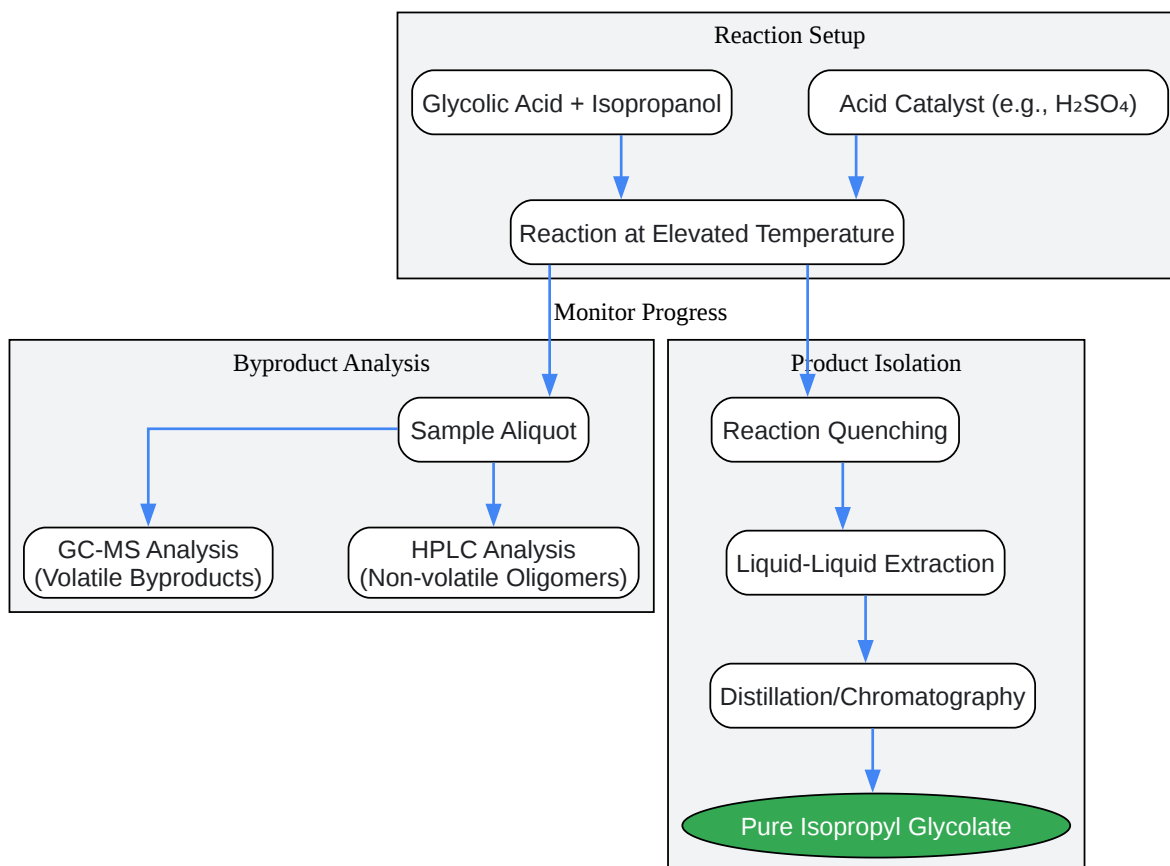 Reaction Setup
Glycolic Acid + Isopropanol
Acid Catalyst (e.g., H₂SO₄)
Reaction at Elevated Temperature
Monitor Progress
Byproduct Analysis
Sample Aliquot
GC-MS Analysis
(Volatile Byproducts)
HPLC Analysis
(Non-volatile Oligomers)
Product Isolation
Reaction Quenching
Liquid-Liquid Extraction
Distillation/Chromatography
Pure Isopropyl Glycolate